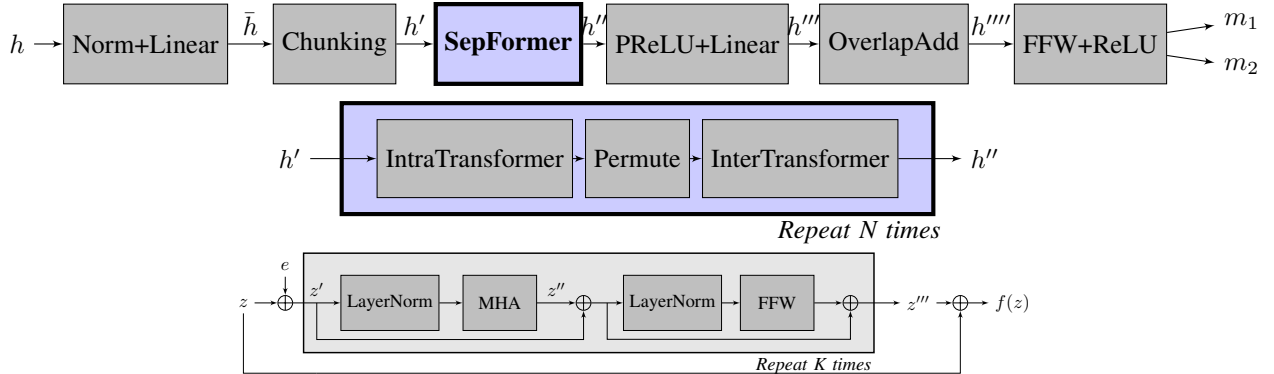 h Norm+Linear h̄ Chunking h′ SepFormer h″ PReLU+Linear h‴ OverlapAdd h⁗ FFW+ReLU m₁
m₂
h′ IntraTransformer Permute InterTransformer h″
Repeat N times
e
z z′ LayerNorm MHA z″ LayerNorm FFW z‴ f(z)
Repeat K times